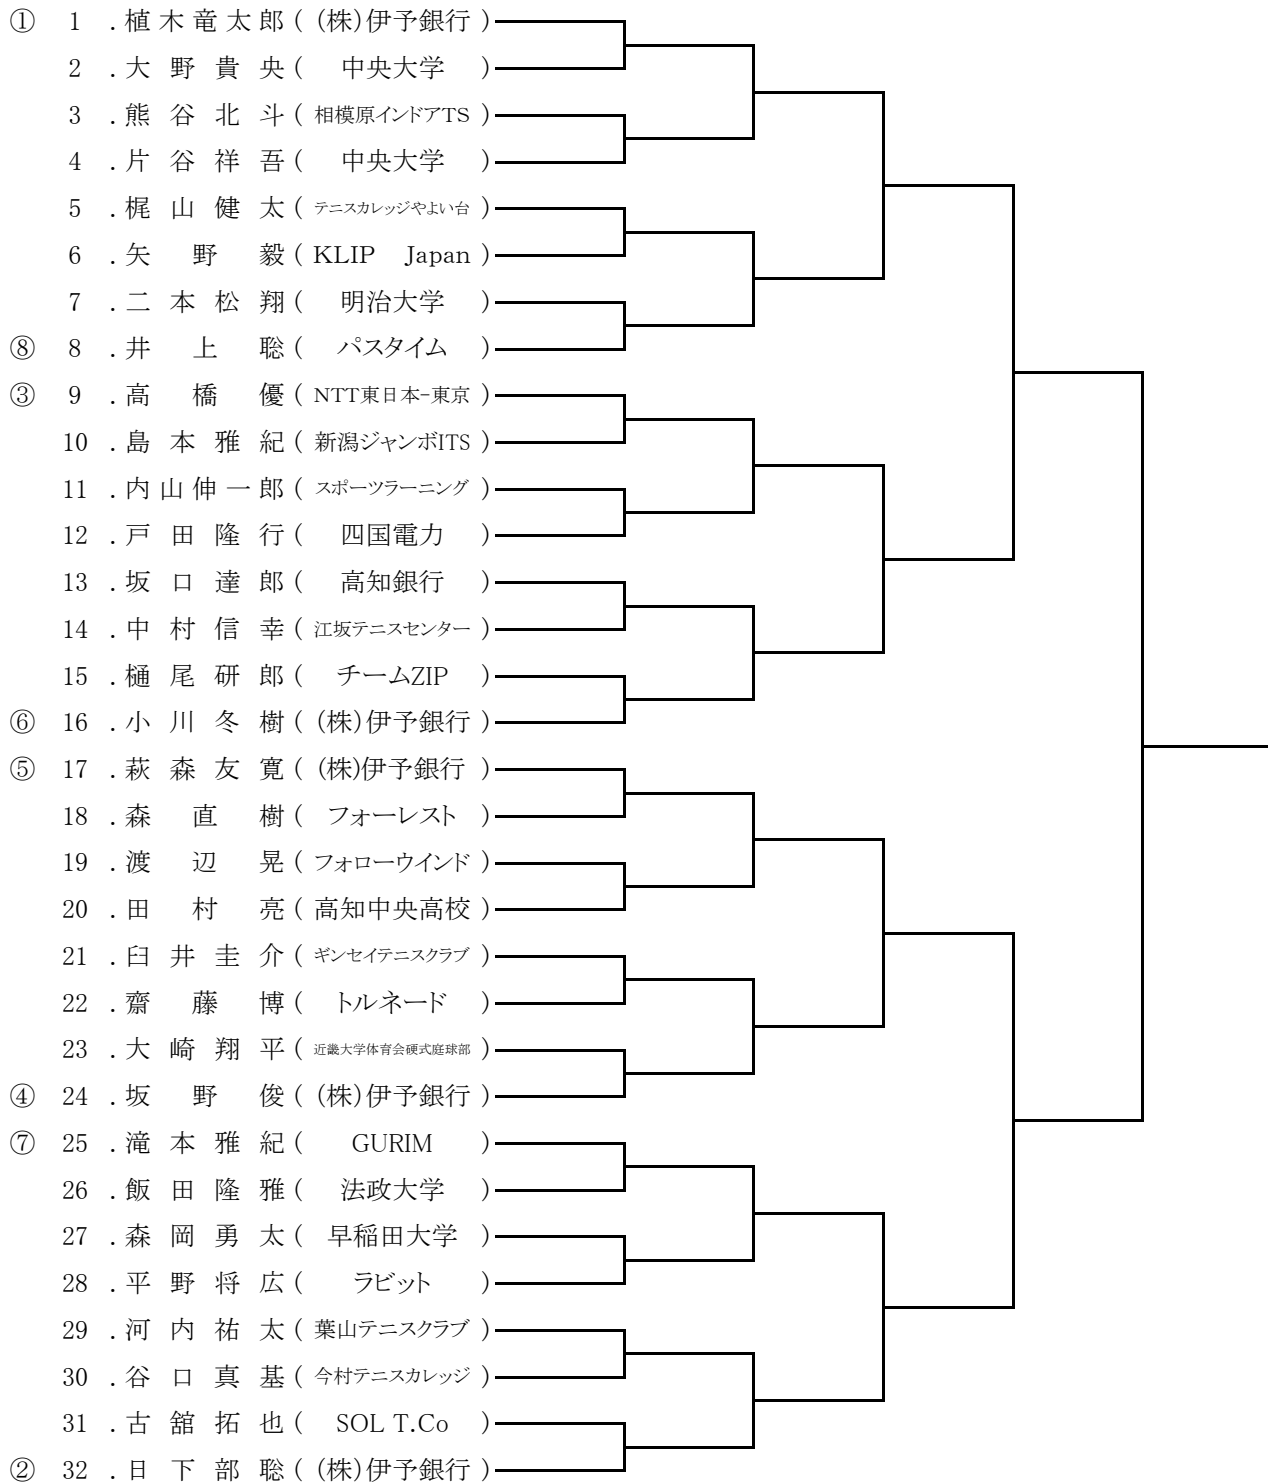 ① 1 .植木竜太郎( (株)伊予銀行 )
2 .大野貴央( 中央大学 )
3 .熊谷北斗( 相模原インドアTS )
4 .片谷祥吾( 中央大学 )
5 .梶山健太( テニスカレッジやよい台 )
6 .矢野毅( KLIP Japan )
7 .二本松翔( 明治大学 )
⑧ 8 .井上聡( パスタイム )
③ 9 .高橋優( NTT東日本-東京 )
10 .島本雅紀( 新潟ジャンボITS )
11 .内山伸一郎( スポーツラーニング )
12 .戸田隆行( 四国電力 )
13 .坂口達郎( 高知銀行 )
14 .中村信幸( 江坂テニスセンター )
15 .樋尾研郎( チームZIP )
⑥ 16 .小川冬樹( (株)伊予銀行 )
⑤ 17 .萩森友寛( (株)伊予銀行 )
18 .森直樹( フォーレスト )
19 .渡辺晃( フォローウインド )
20 .田村亮( 高知中央高校 )
21 .臼井圭介( ギンセイテニスクラブ )
22 .齋藤博( トルネード )
23 .大崎翔平( 近畿大学体育会硬式庭球部 )
④ 24 .坂野俊( (株)伊予銀行 )
⑦ 25 .滝本雅紀( GURIM )
26 .飯田隆雅( 法政大学 )
27 .森岡勇太( 早稲田大学 )
28 .平野将広( ラビット )
29 .河内祐太( 葉山テニスクラブ )
30 .谷口真基( 今村テニスカレッジ )
31 .古舘拓也( SOL T.Co )
② 32 .日下部聡( (株)伊予銀行 )